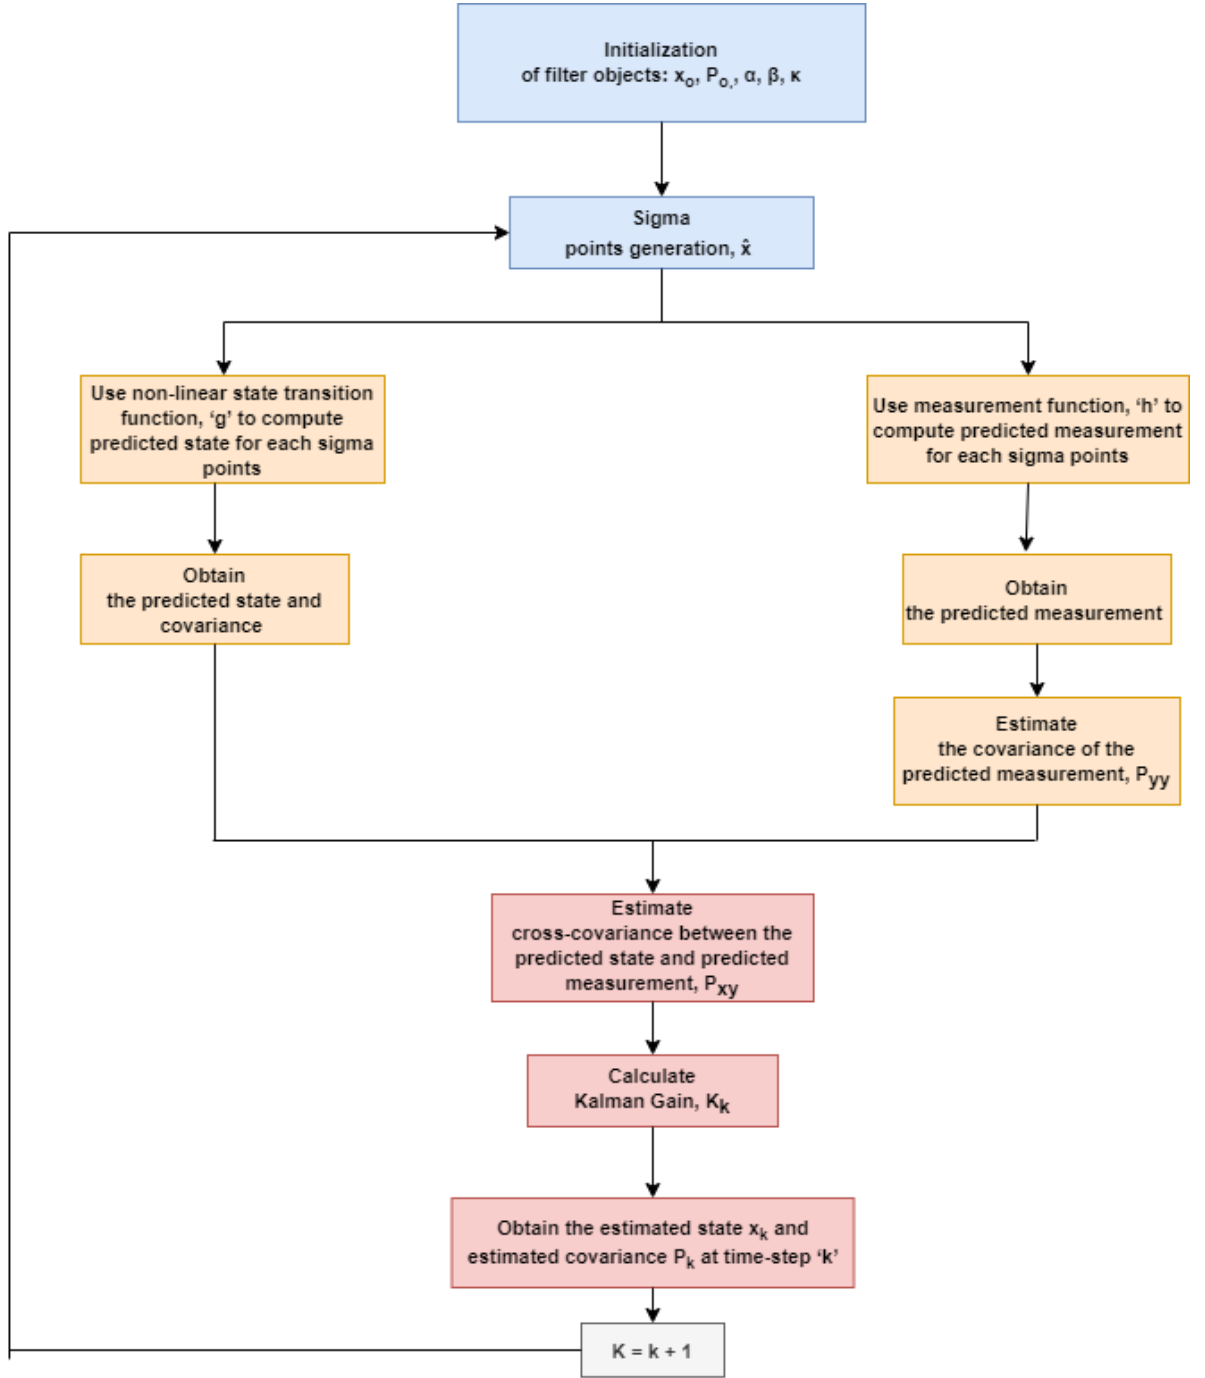 Initialization
of filter objects: xo, Po,, α, β, κ
Sigma
points generation, x̂
Use non-linear state transition
function, ‘g’ to compute
predicted state for each sigma
points
Use measurement function, ‘h’ to
compute predicted measurement
for each sigma points
Obtain
the predicted state and
covariance
Obtain
the predicted measurement
Estimate
the covariance of the
predicted measurement, Pyy
Estimate
cross-covariance between the
predicted state and predicted
measurement, Pxy
Calculate
Kalman Gain, Kk
Obtain the estimated state xk and
estimated covariance Pk at time-step ‘k’
K = k + 1